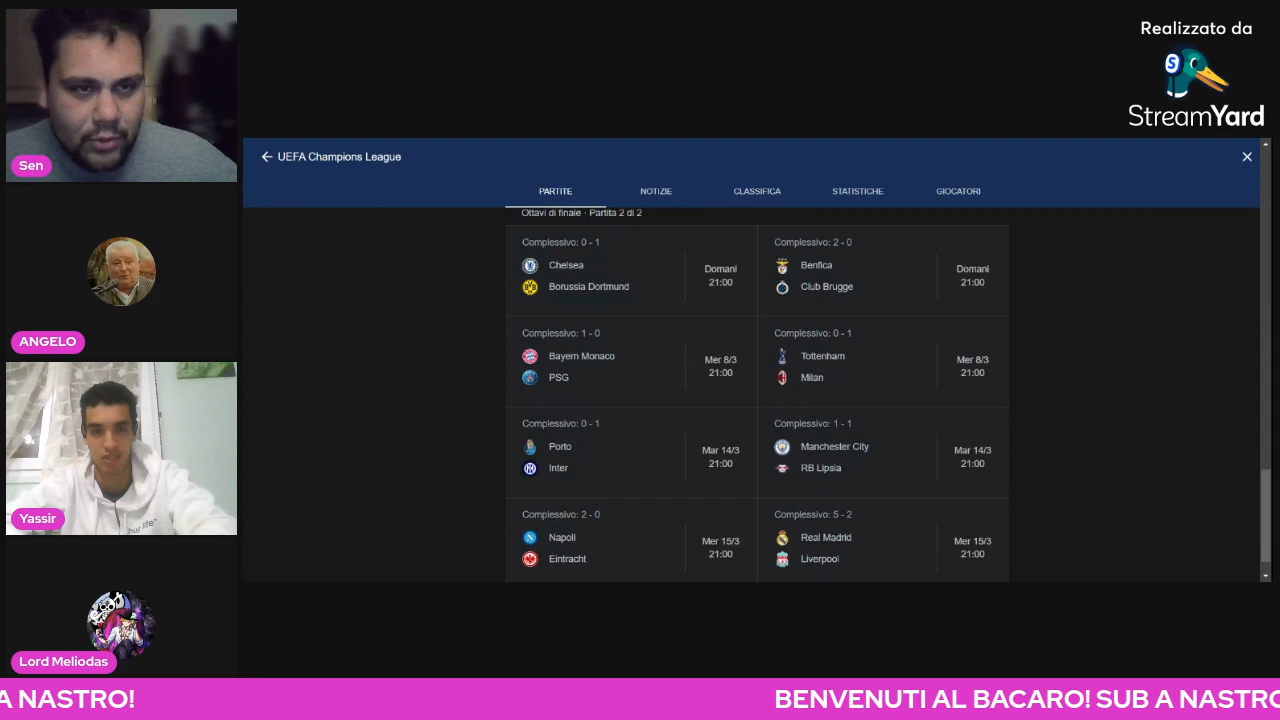 Realizzato da
StreamYard
Sen
ANGELO
Yassir
Lord Meliodas
UEFA Champions League
PARTITE
NOTIZIE
CLASSIFICA
STATISTICHE
GIOCATORI
Ottavi di finale · Partita 2 di 2
Complessivo: 0 - 1
Chelsea
Borussia Dortmund
Domani
21:00
Complessivo: 2 - 0
Benfica
Club Brugge
Domani
21:00
Complessivo: 1 - 0
Bayern Monaco
PSG
Mer 8/3
21:00
Complessivo: 0 - 1
Tottenham
Milan
Mer 8/3
21:00
Complessivo: 0 - 1
Porto
Inter
Mar 14/3
21:00
Complessivo: 1 - 1
Manchester City
RB Lipsia
Mar 14/3
21:00
Complessivo: 2 - 0
Napoli
Eintracht
Mer 15/3
21:00
Complessivo: 5 - 2
Real Madrid
Liverpool
Mer 15/3
21:00
A NASTRO!
BENVENUTI AL BACARO! SUB A NASTRO